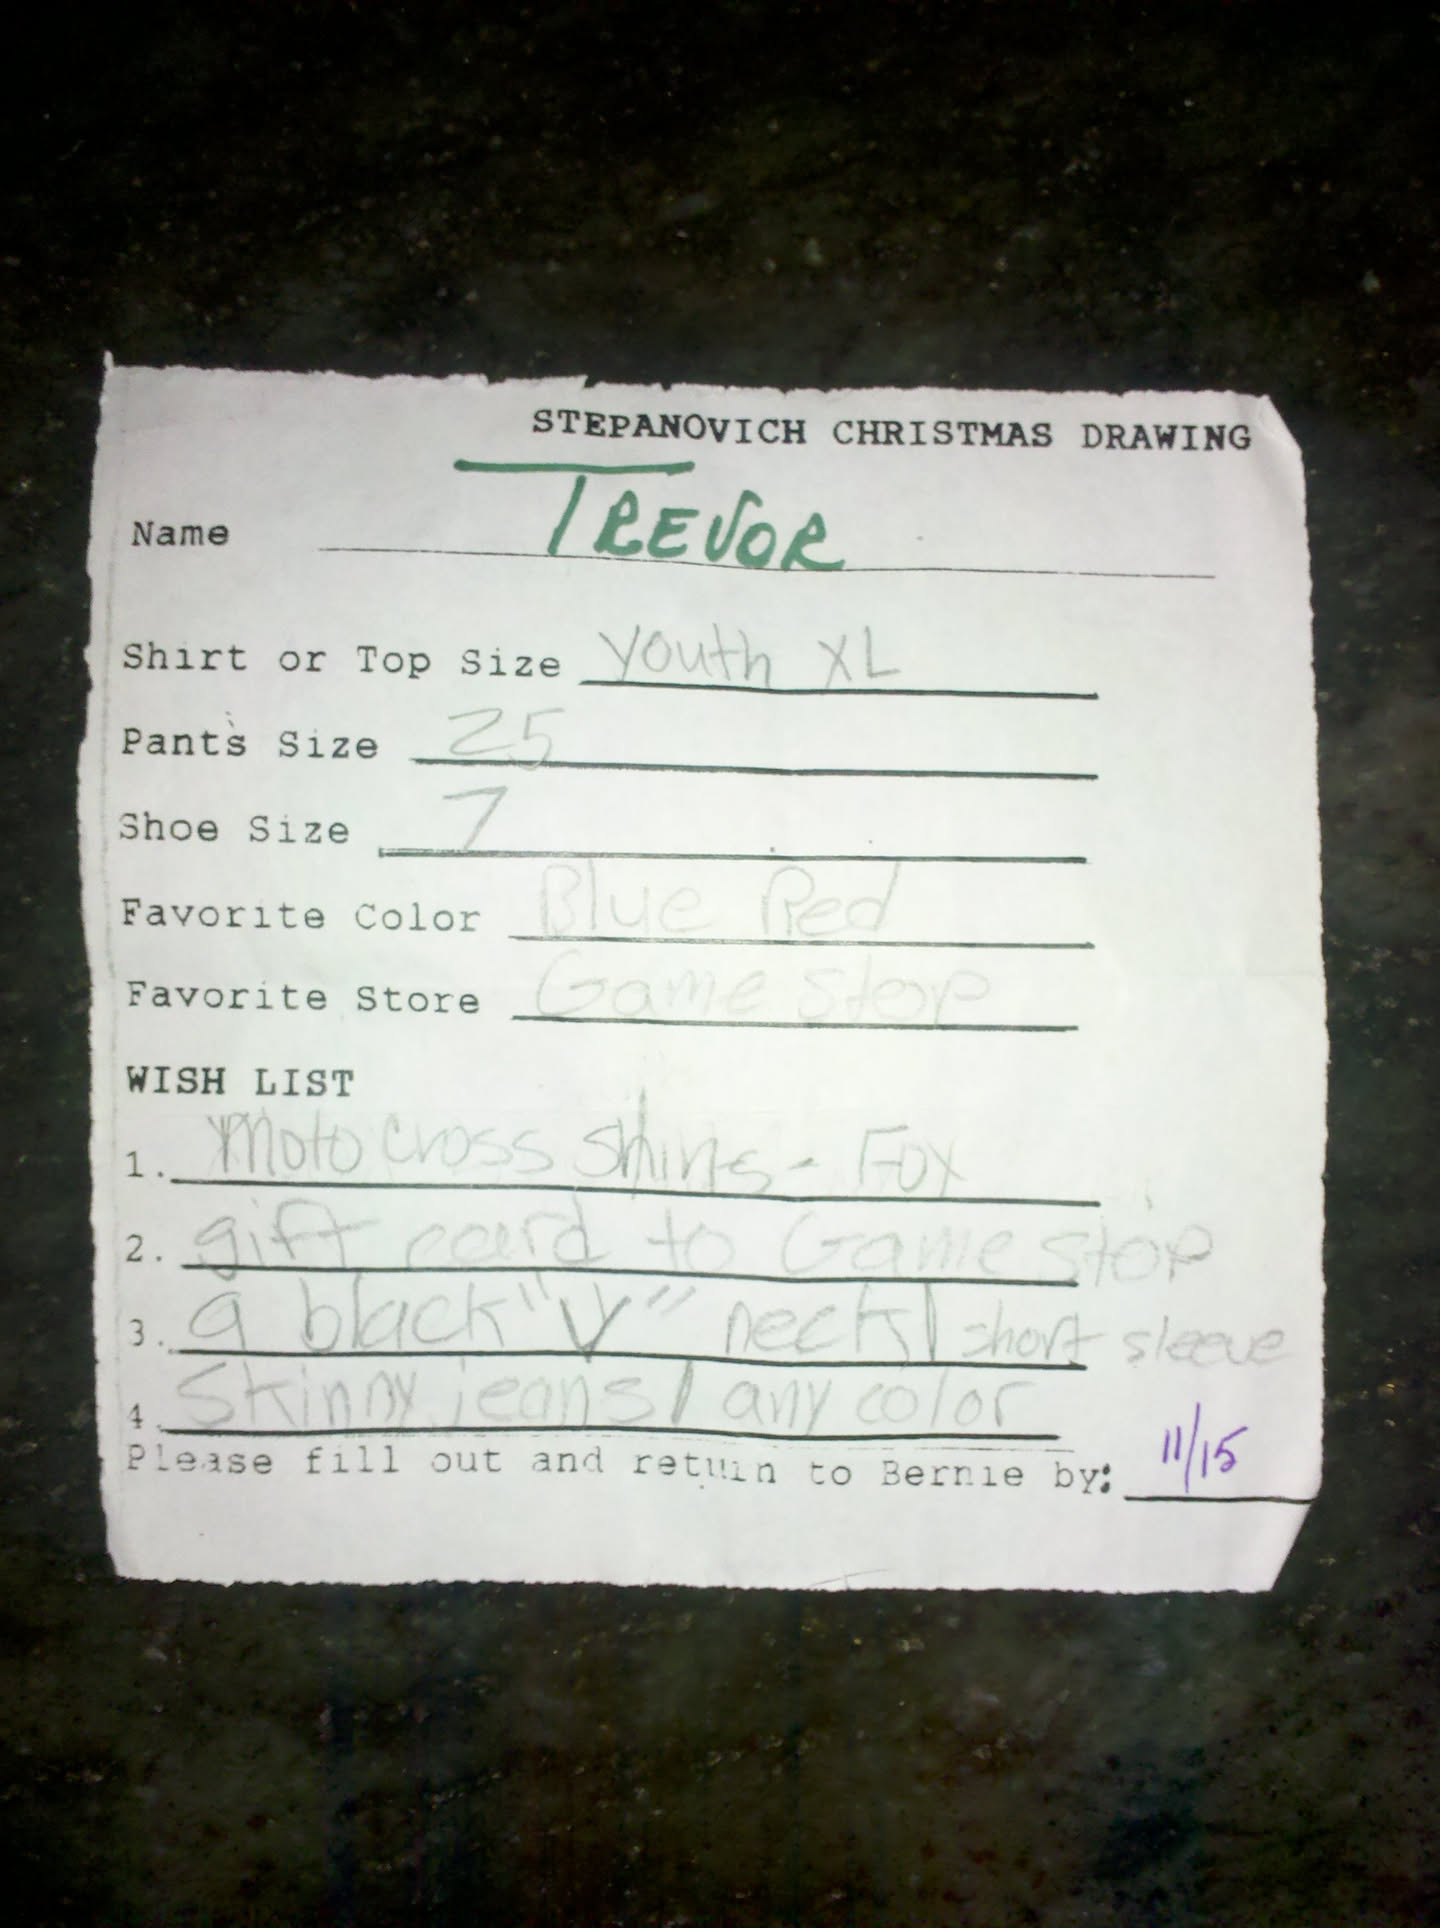 STEPANOVICH CHRISTMAS DRAWING
Name TREVOR
Shirt or Top Size youth XL
Pants Size 25
Shoe Size 7
Favorite Color Blue Red
Favorite Store Game stop
WISH LIST
1. moto cross shirts - Fox
2. gift card to Game stop
3. a black "V" neck / short sleeve
4. Skinny jeans / any color
Please fill out and return to Bernie by: 11/15